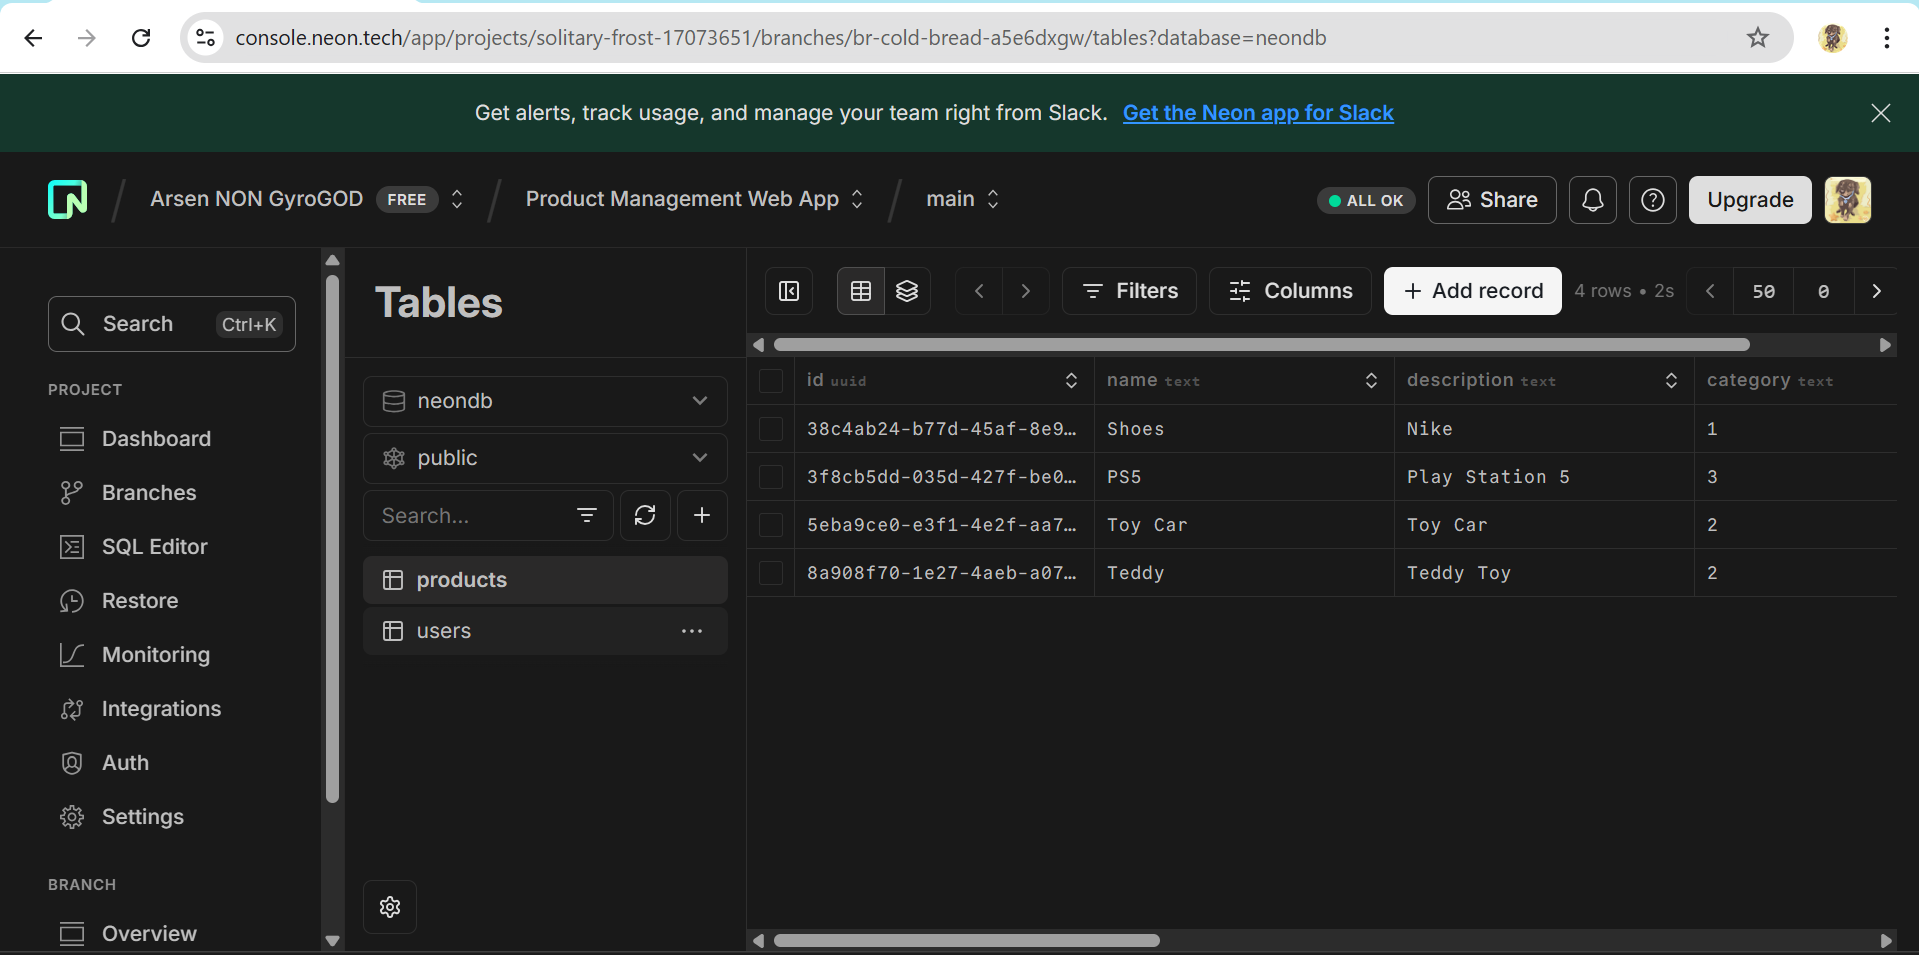 console.neon.tech/app/projects/solitary-frost-17073651/branches/br-cold-bread-a5e6dxgw/tables?database=neondb
Get alerts, track usage, and manage your team right from Slack. Get the Neon app for Slack
Arsen NON GyroGOD FREE / Product Management Web App / main
ALL OK Share Upgrade
Search Ctrl+K
PROJECT
Dashboard
Branches
SQL Editor
Restore
Monitoring
Integrations
Auth
Settings
BRANCH
Overview
Tables
neondb
public
Search...
products
users
Filters Columns + Add record 4 rows • 2s 50 0
id uuid name text description text category text
38c4ab24-b77d-45af-8e9… Shoes Nike 1
3f8cb5dd-035d-427f-be0… PS5 Play Station 5 3
5eba9ce0-e3f1-4e2f-aa7… Toy Car Toy Car 2
8a908f70-1e27-4aeb-a07… Teddy Teddy Toy 2